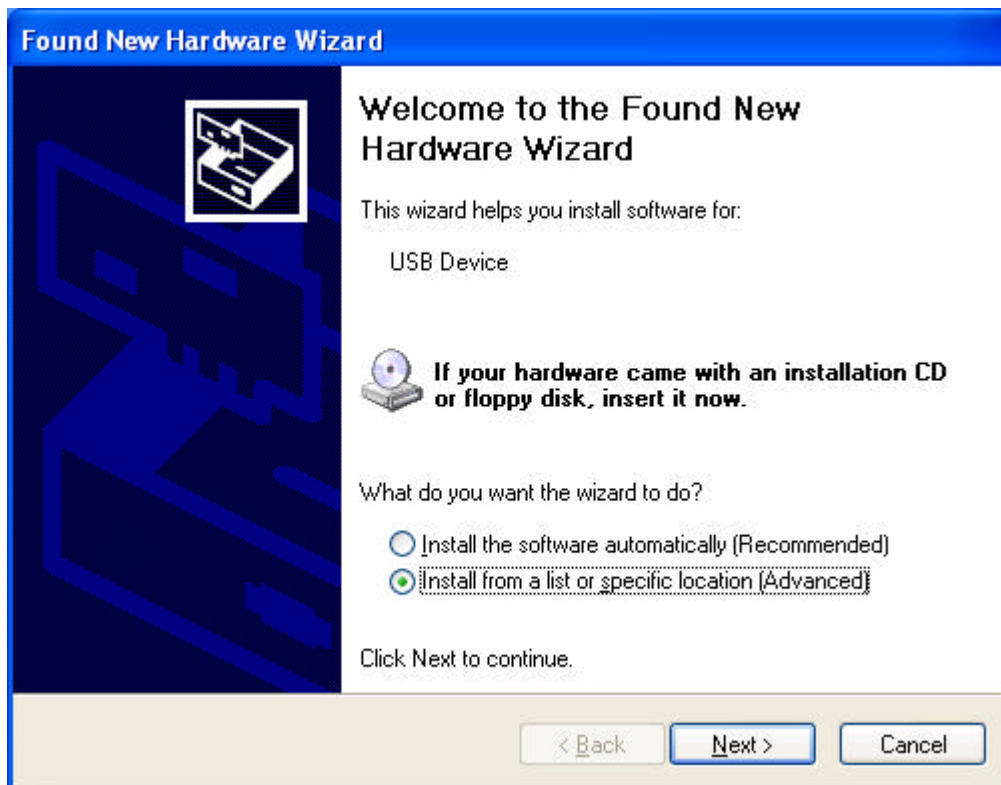 Found New Hardware Wizard
Welcome to the Found New
Hardware Wizard
This wizard helps you install software for:
USB Device
If your hardware came with an installation CD
or floppy disk, insert it now.
What do you want the wizard to do?
Install the software automatically (Recommended)
Install from a list or specific location (Advanced)
Click Next to continue.
< Back
Next >
Cancel